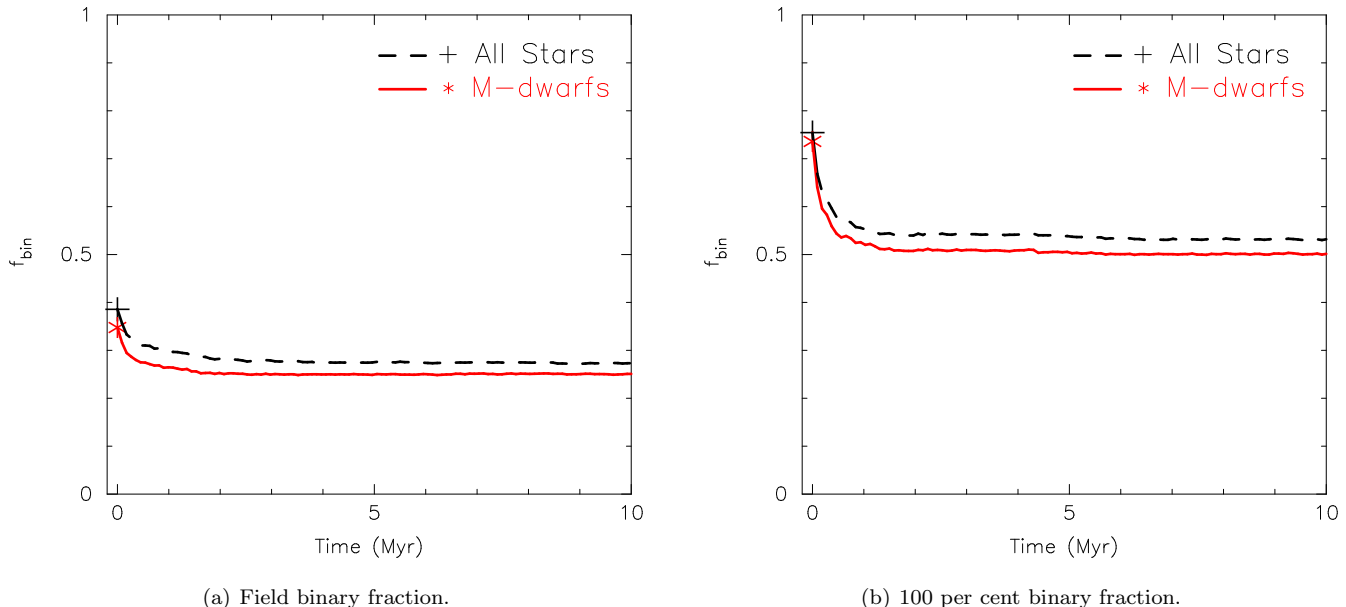 1
0.5
0
f_bin
0
5
10
Time (Myr)
+ All Stars
* M-dwarfs
(a) Field binary fraction.
1
0.5
0
f_bin
0
5
10
Time (Myr)
+ All Stars
* M-dwarfs
(b) 100 per cent binary fraction.